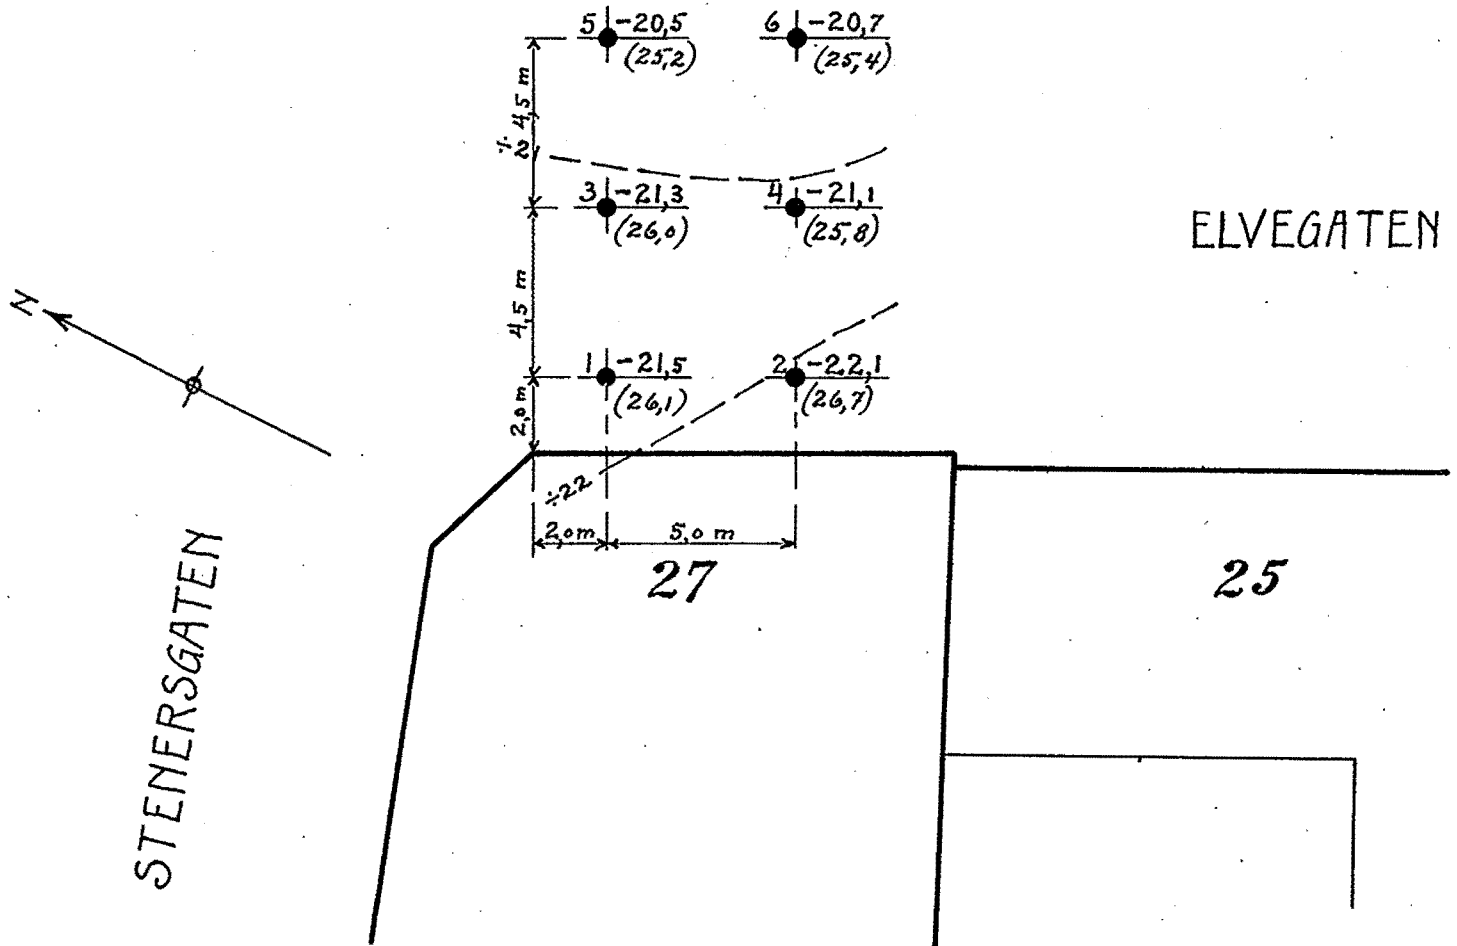 5 -20,5
(25,2)
6 -20,7
(25,4)
4,5 m
÷ 21
3 -21,3
(26,0)
4 -21,1
(25,8)
ELVEGATEN
N
4,5 m
1 -21,5
(26,1)
2 -22,1
(26,7)
2,0 m
÷22
2,0 m
5,0 m
27
25
STENERSGATEN